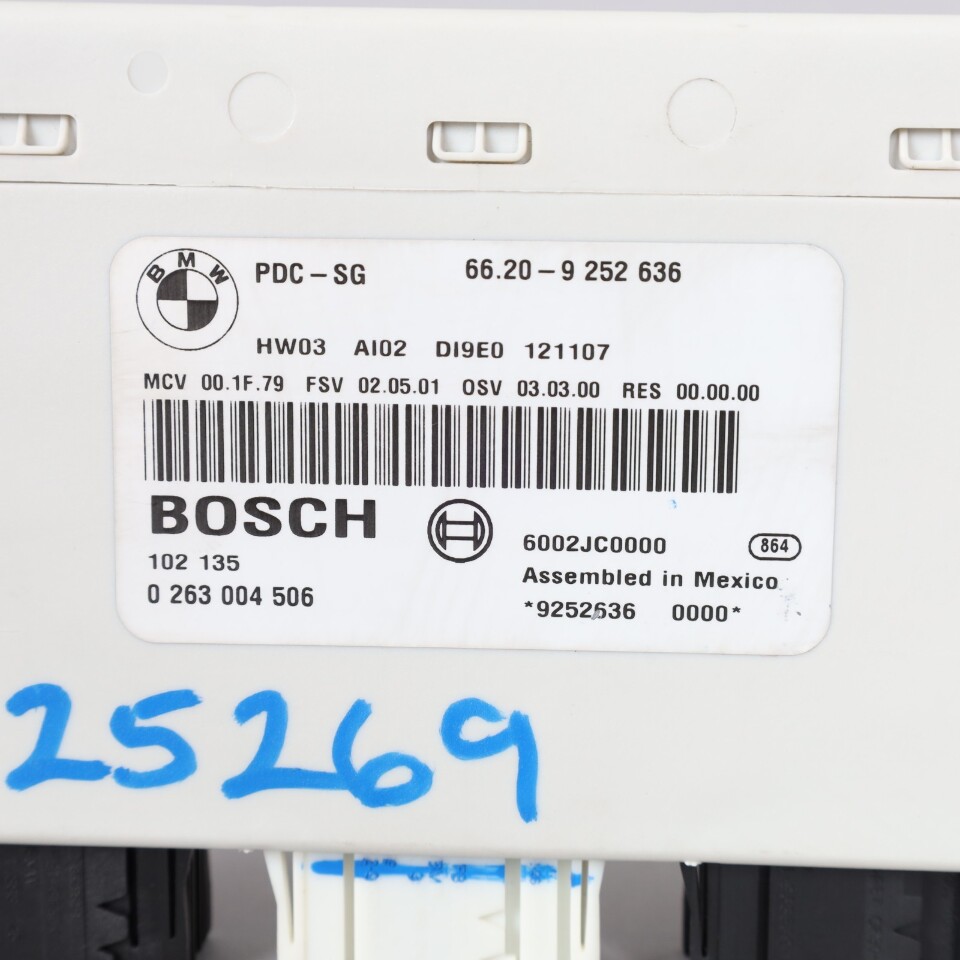 BMW
PDC – SG 66.20 – 9 252 636
HW03 AI02 DI9E0 121107
MCV 00.1F.79 FSV 02.05.01 OSV 03.03.00 RES 00.00.00
BOSCH
102 135
0 263 004 506
6002JC0000 864
Assembled in Mexico
*9252636 0000*
25269